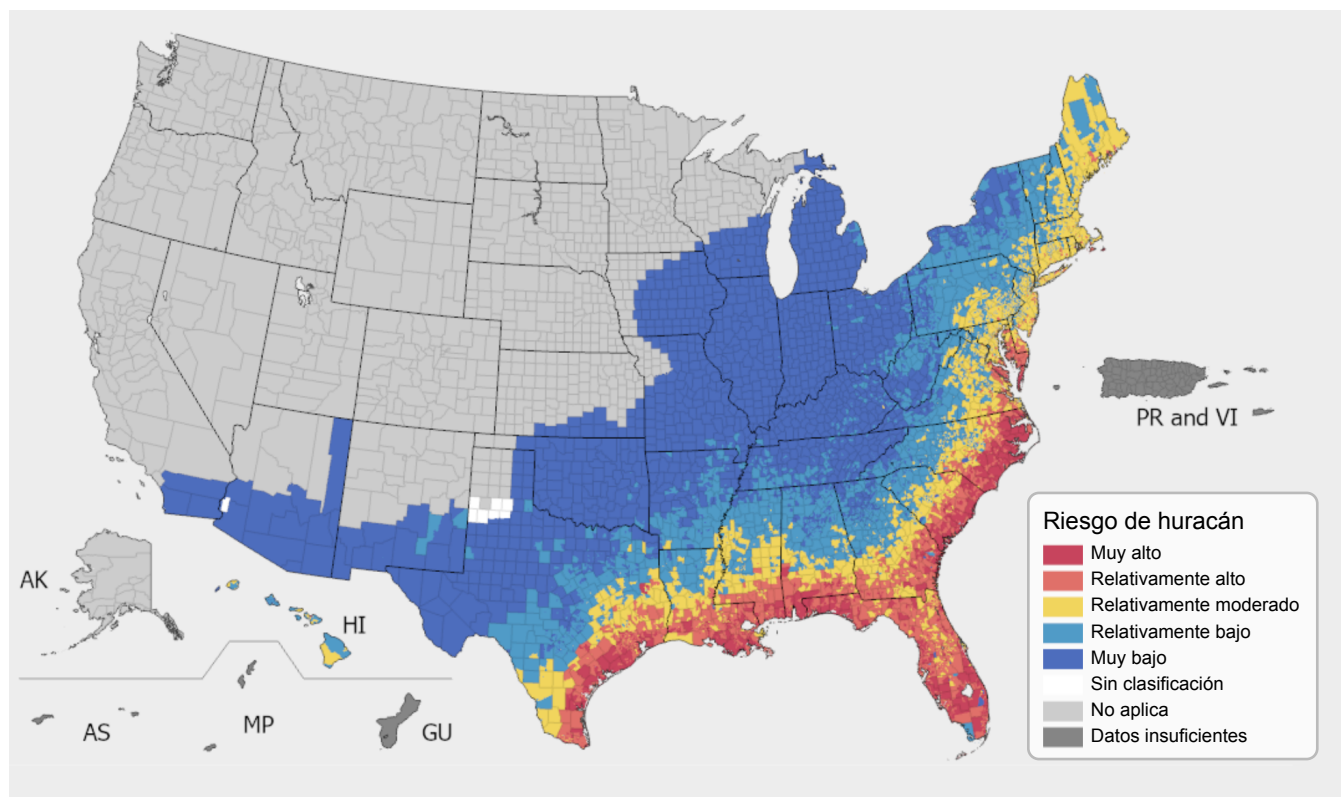 PR and VI
Riesgo de huracán
Muy alto
Relativamente alto
Relativamente moderado
Relativamente bajo
Muy bajo
Sin clasificación
No aplica
Datos insuficientes
AK
HI
AS
MP
GU